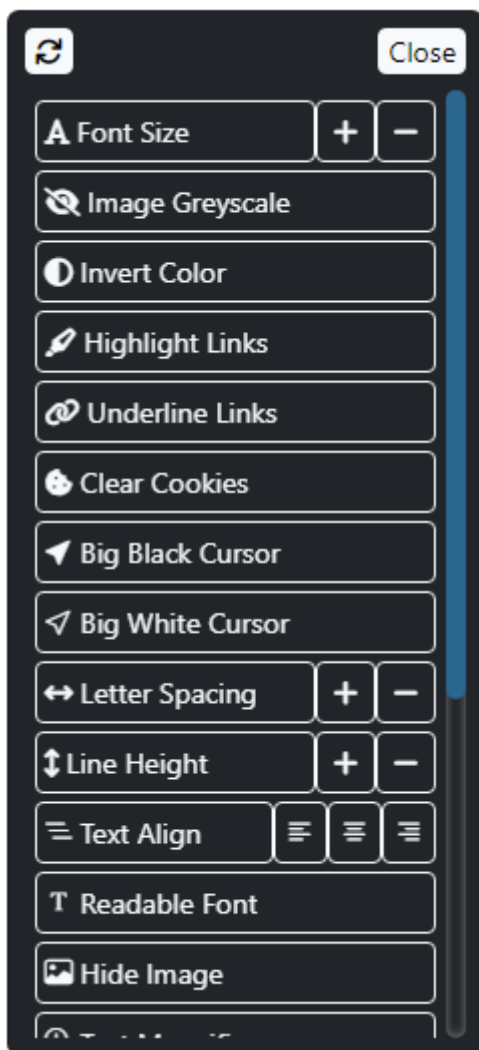 Close
Font Size
Image Greyscale
Invert Color
Highlight Links
Underline Links
Clear Cookies
Big Black Cursor
Big White Cursor
Letter Spacing
Line Height
Text Align
Readable Font
Hide Image